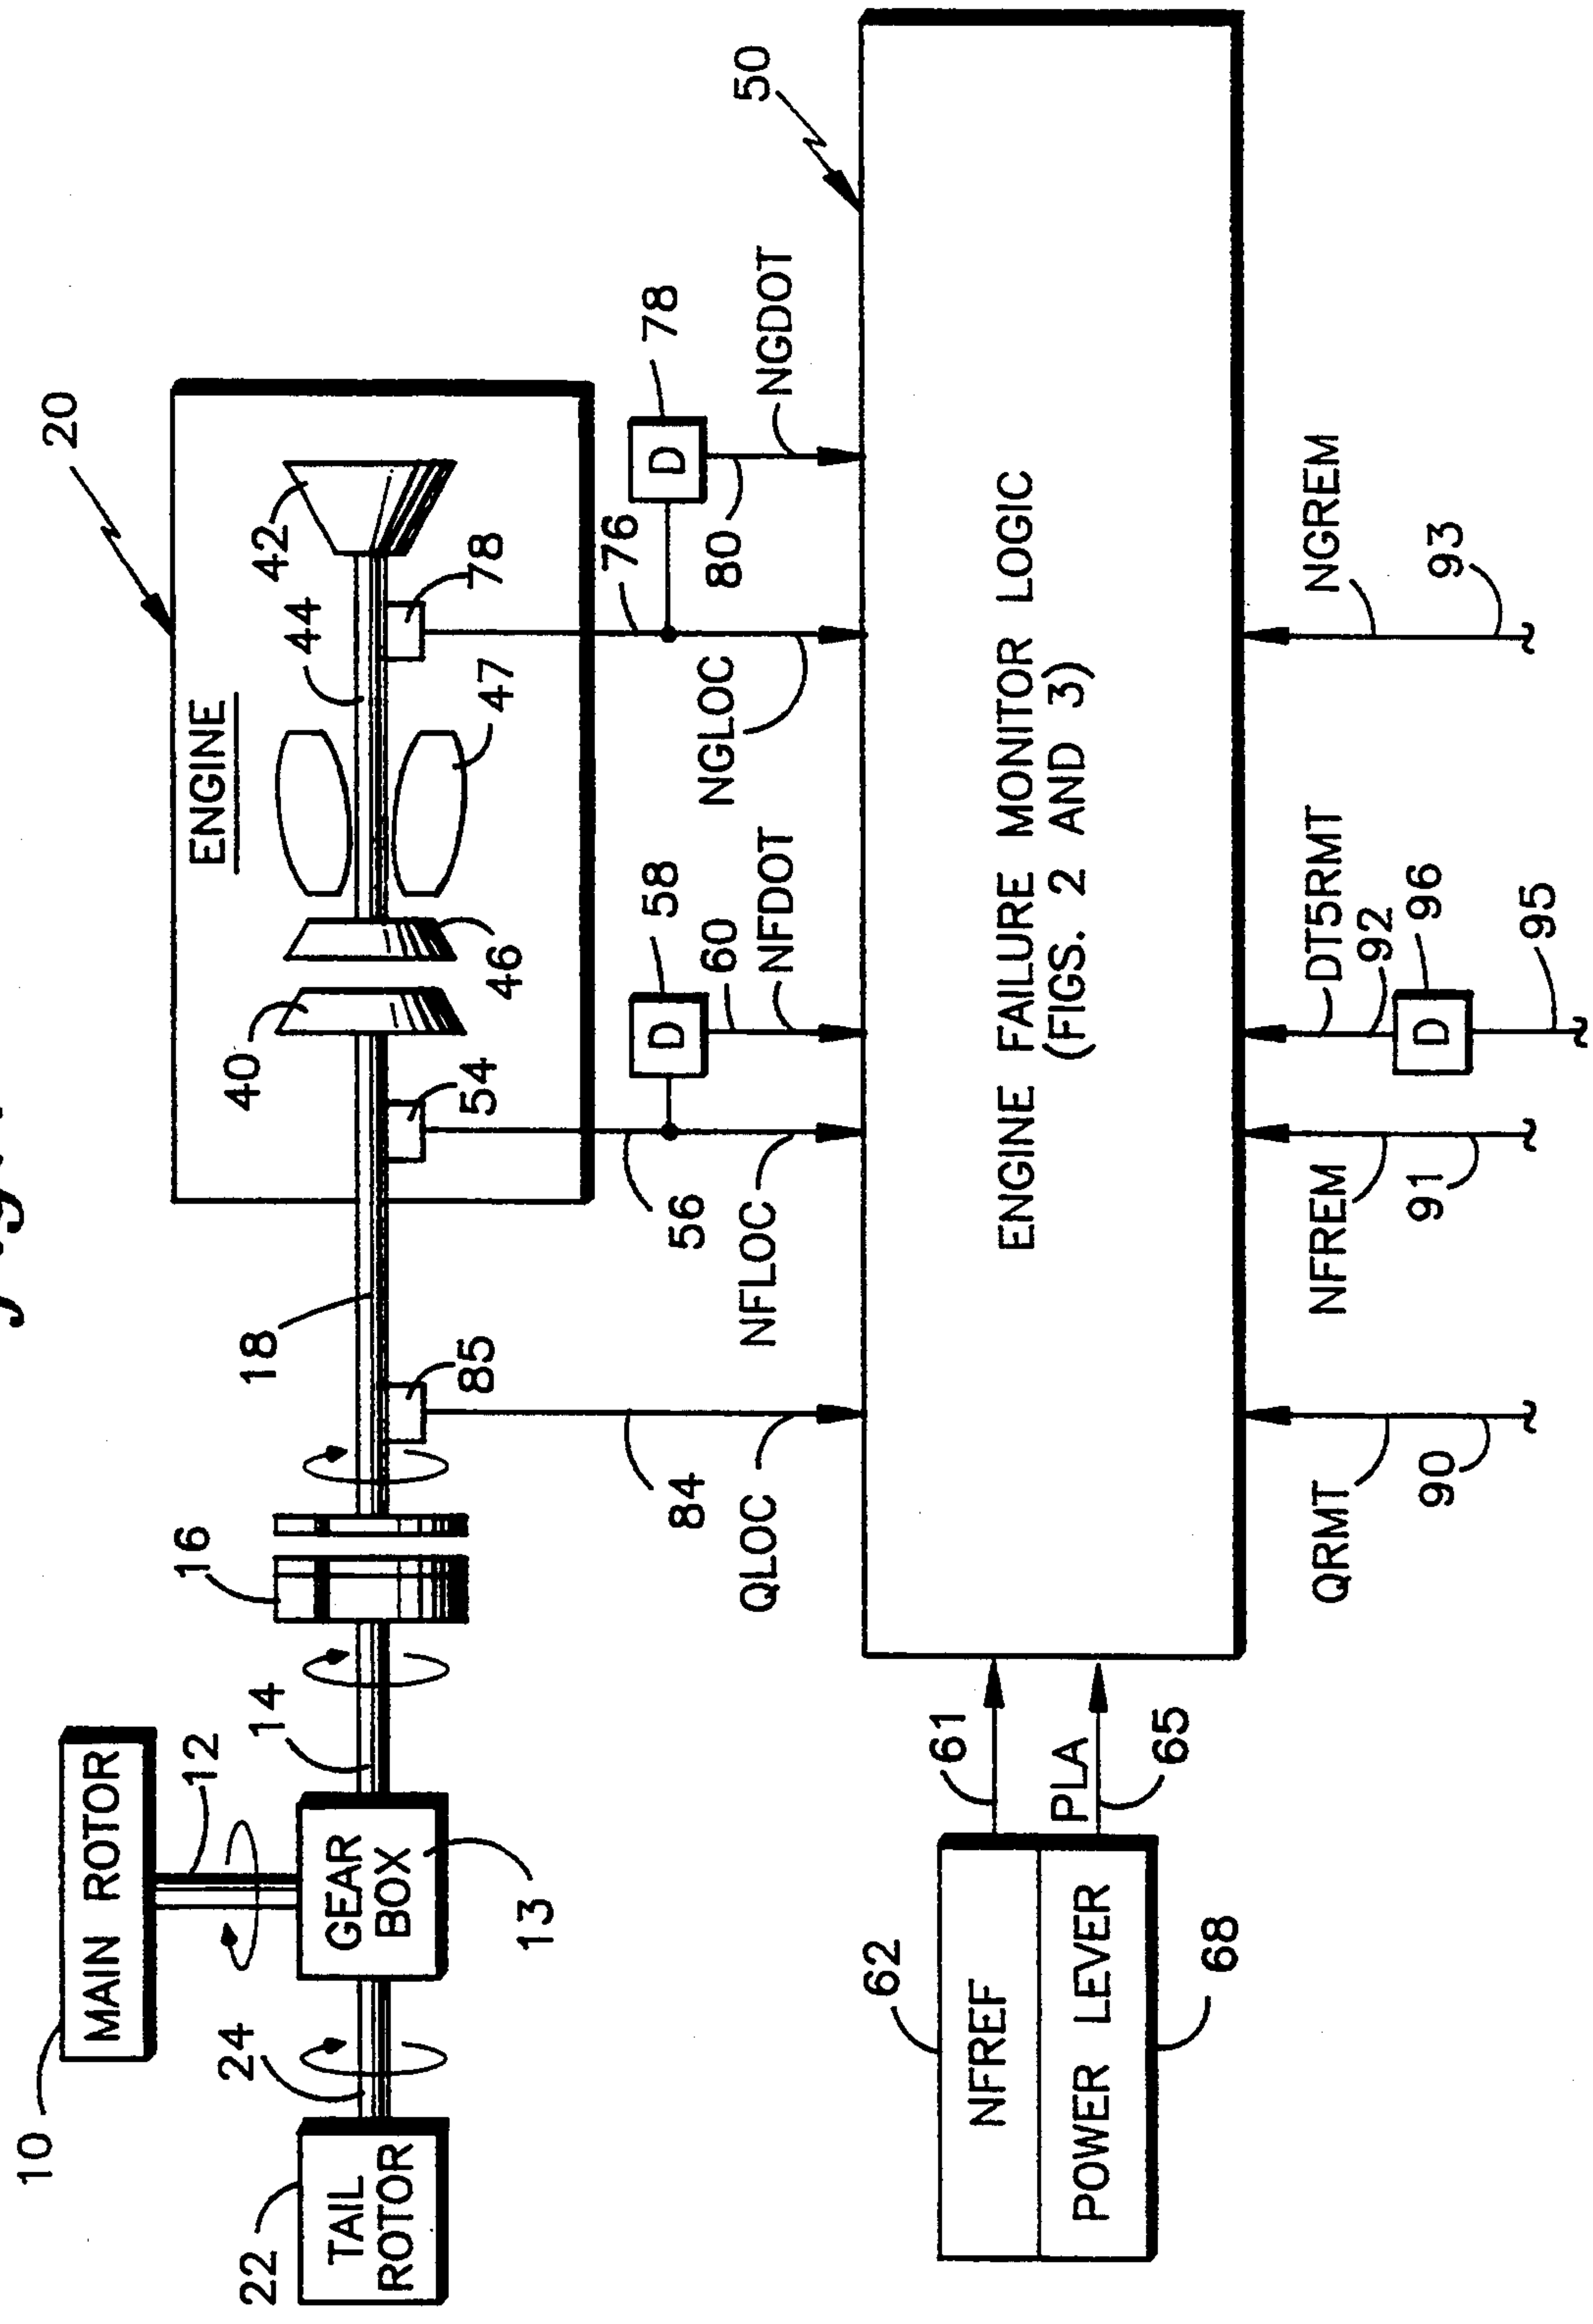 20
ENGINE
42
44
78
47
46
40
54
18
85
16
14
MAIN ROTOR
10
12
GEAR
BOX
13
24
TAIL
ROTOR
22
78
D
76
80
NGDOT
NGLOC
58
D
60
NFDOT
56
NFLOC
84
QLOC
50
ENGINE FAILURE MONITOR LOGIC
(FIGS. 2 AND 3)
61
PLA
65
62
NFREF
POWER LEVER
68
QRMT
90
NFREM
91
DT5RMT
92
D
96
95
NGREM
93